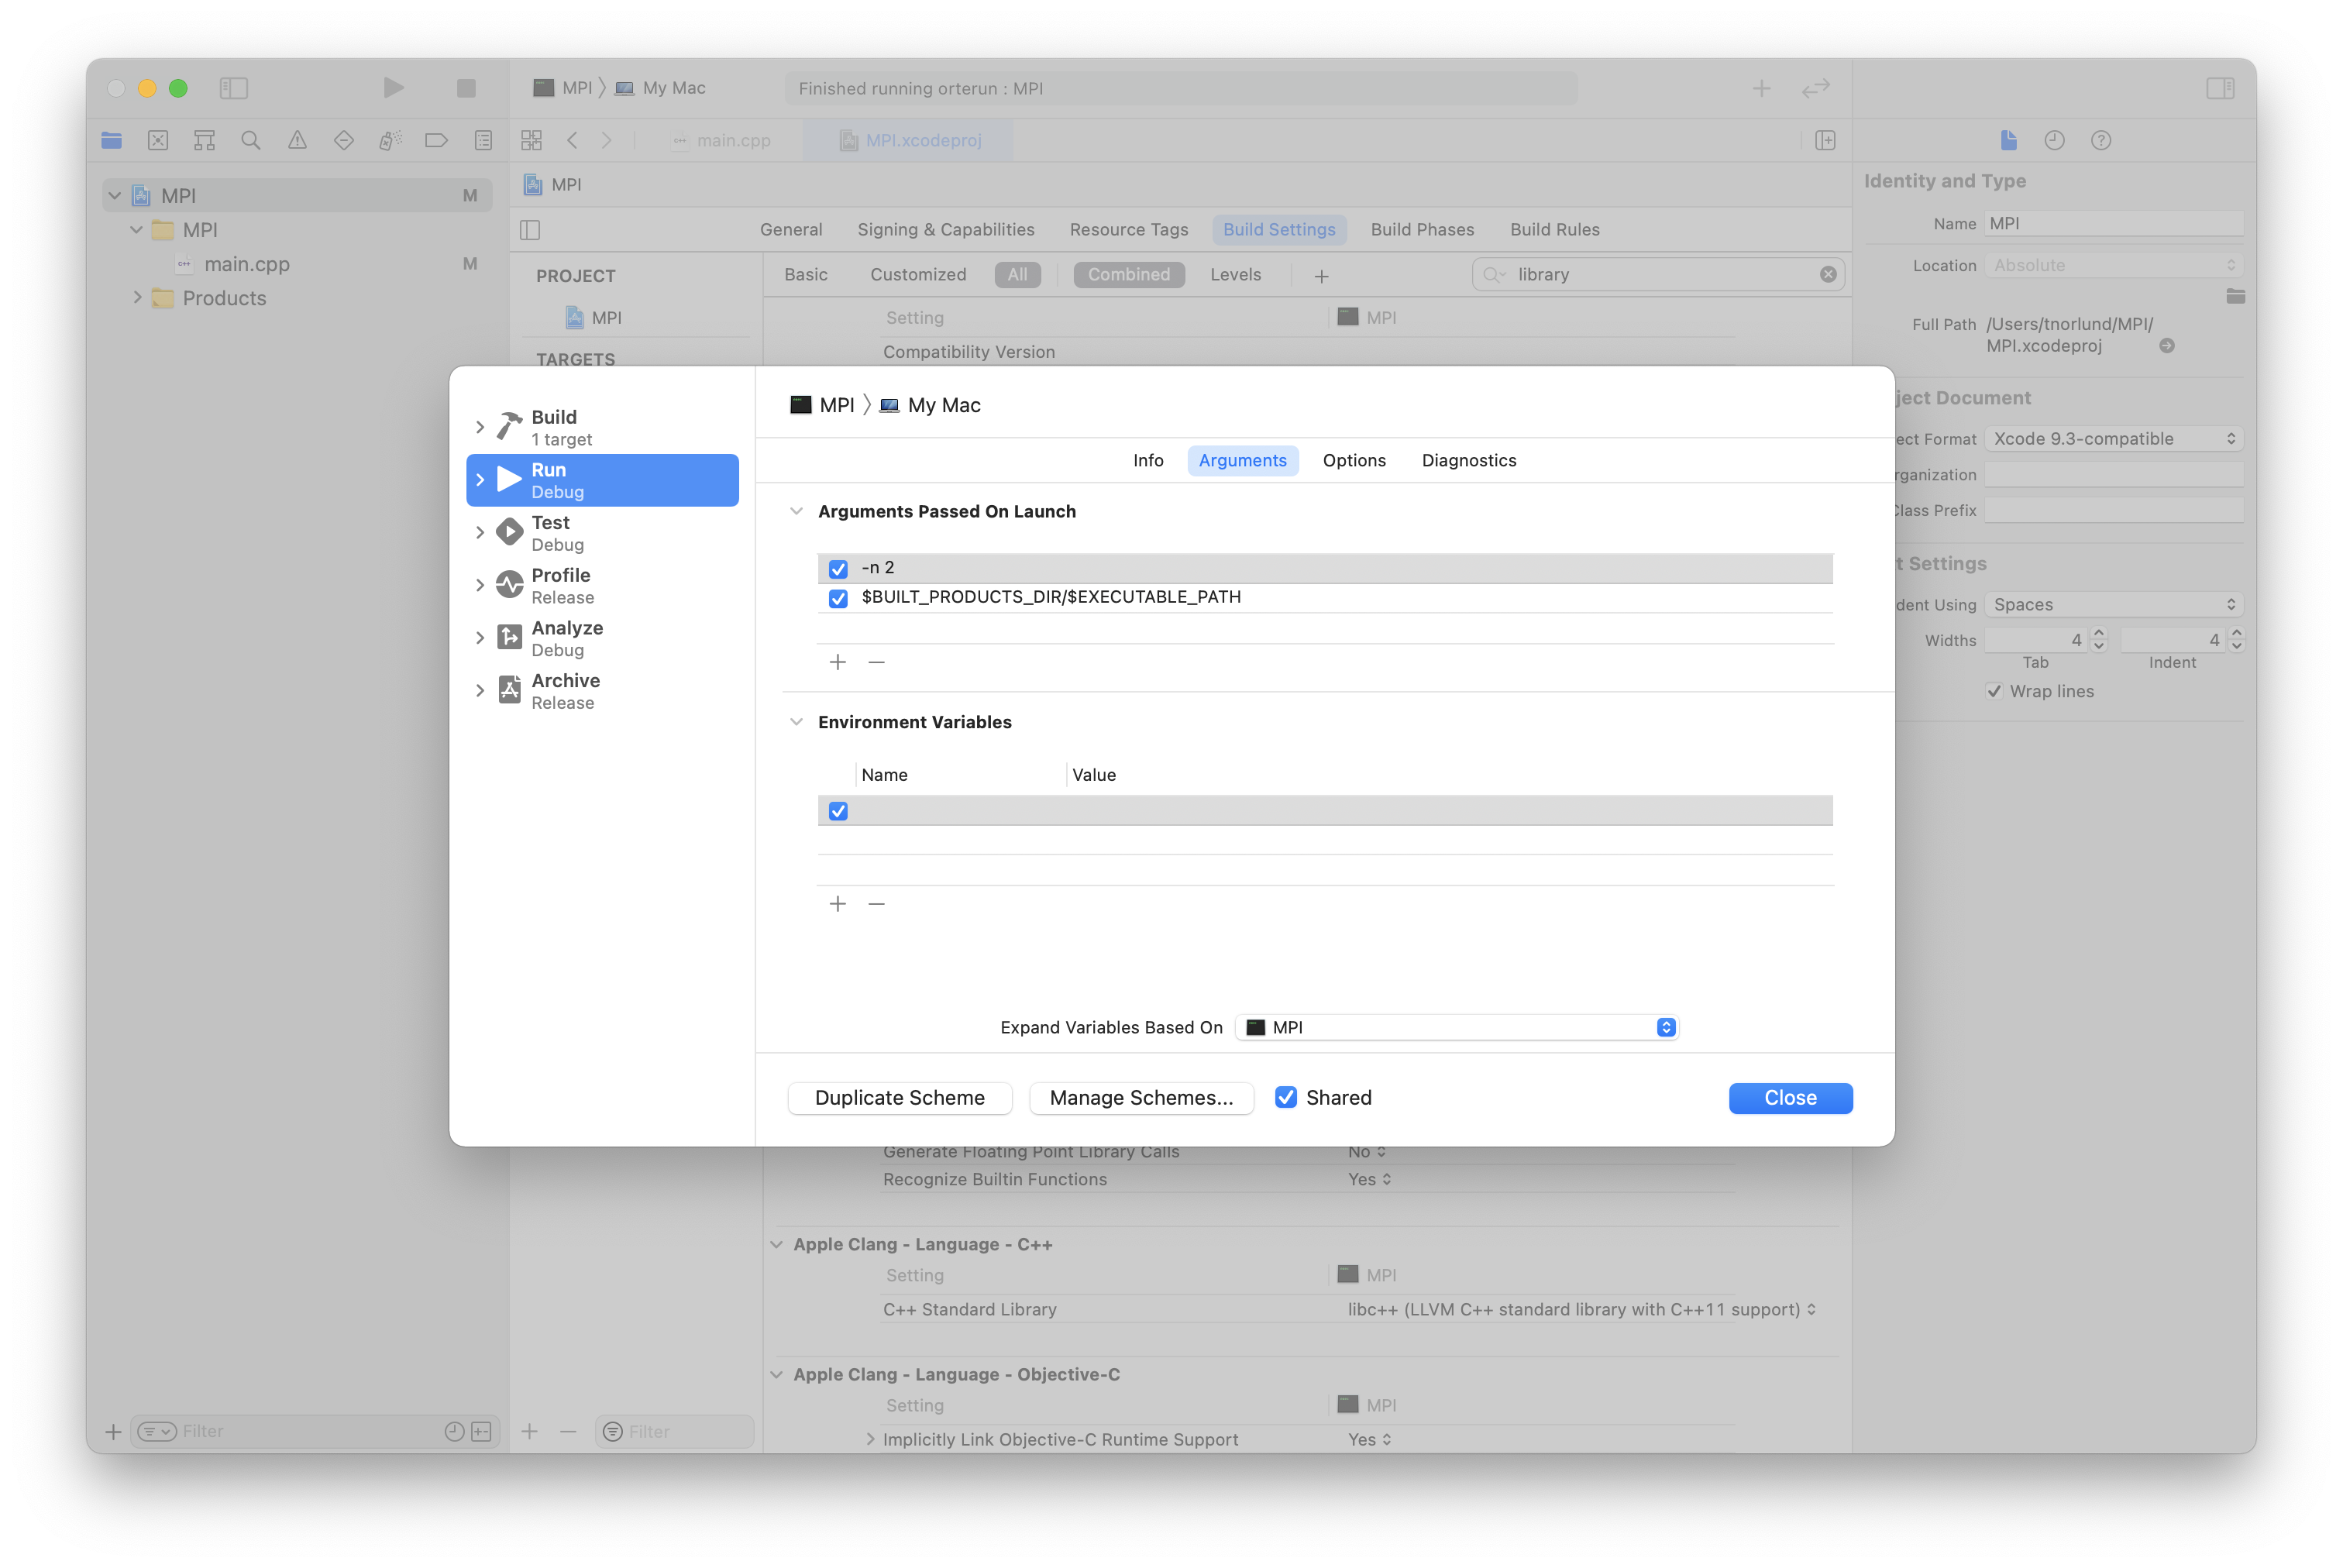 MPI 〉 My Mac
Finished running orterun : MPI
main.cpp
MPI.xcodeproj
MPI M
MPI
main.cpp M
Products
Filter
MPI
General Signing & Capabilities Resource Tags Build Settings Build Phases Build Rules
PROJECT
MPI
TARGETS
Basic Customized All Combined Levels + library
Setting MPI
Compatibility Version
Build
1 target
Run
Debug
Test
Debug
Profile
Release
Analyze
Debug
Archive
Release
MPI 〉 My Mac
Info Arguments Options Diagnostics
Arguments Passed On Launch
-n 2
$BUILT_PRODUCTS_DIR/$EXECUTABLE_PATH
Environment Variables
Name Value
Expand Variables Based On MPI
Duplicate Scheme Manage Schemes... Shared Close
Generate Floating Point Library Calls No
Recognize Builtin Functions Yes
Apple Clang - Language - C++
Setting MPI
C++ Standard Library libc++ (LLVM C++ standard library with C++11 support)
Apple Clang - Language - Objective-C
Setting MPI
Implicitly Link Objective-C Runtime Support Yes
Filter
Identity and Type
Name MPI
Location Absolute
Full Path /Users/tnorlund/MPI/
MPI.xcodeproj
ject Document
ect Format Xcode 9.3-compatible
rganization
Class Prefix
t Settings
dent Using Spaces
Widths 4 4
Tab Indent
Wrap lines